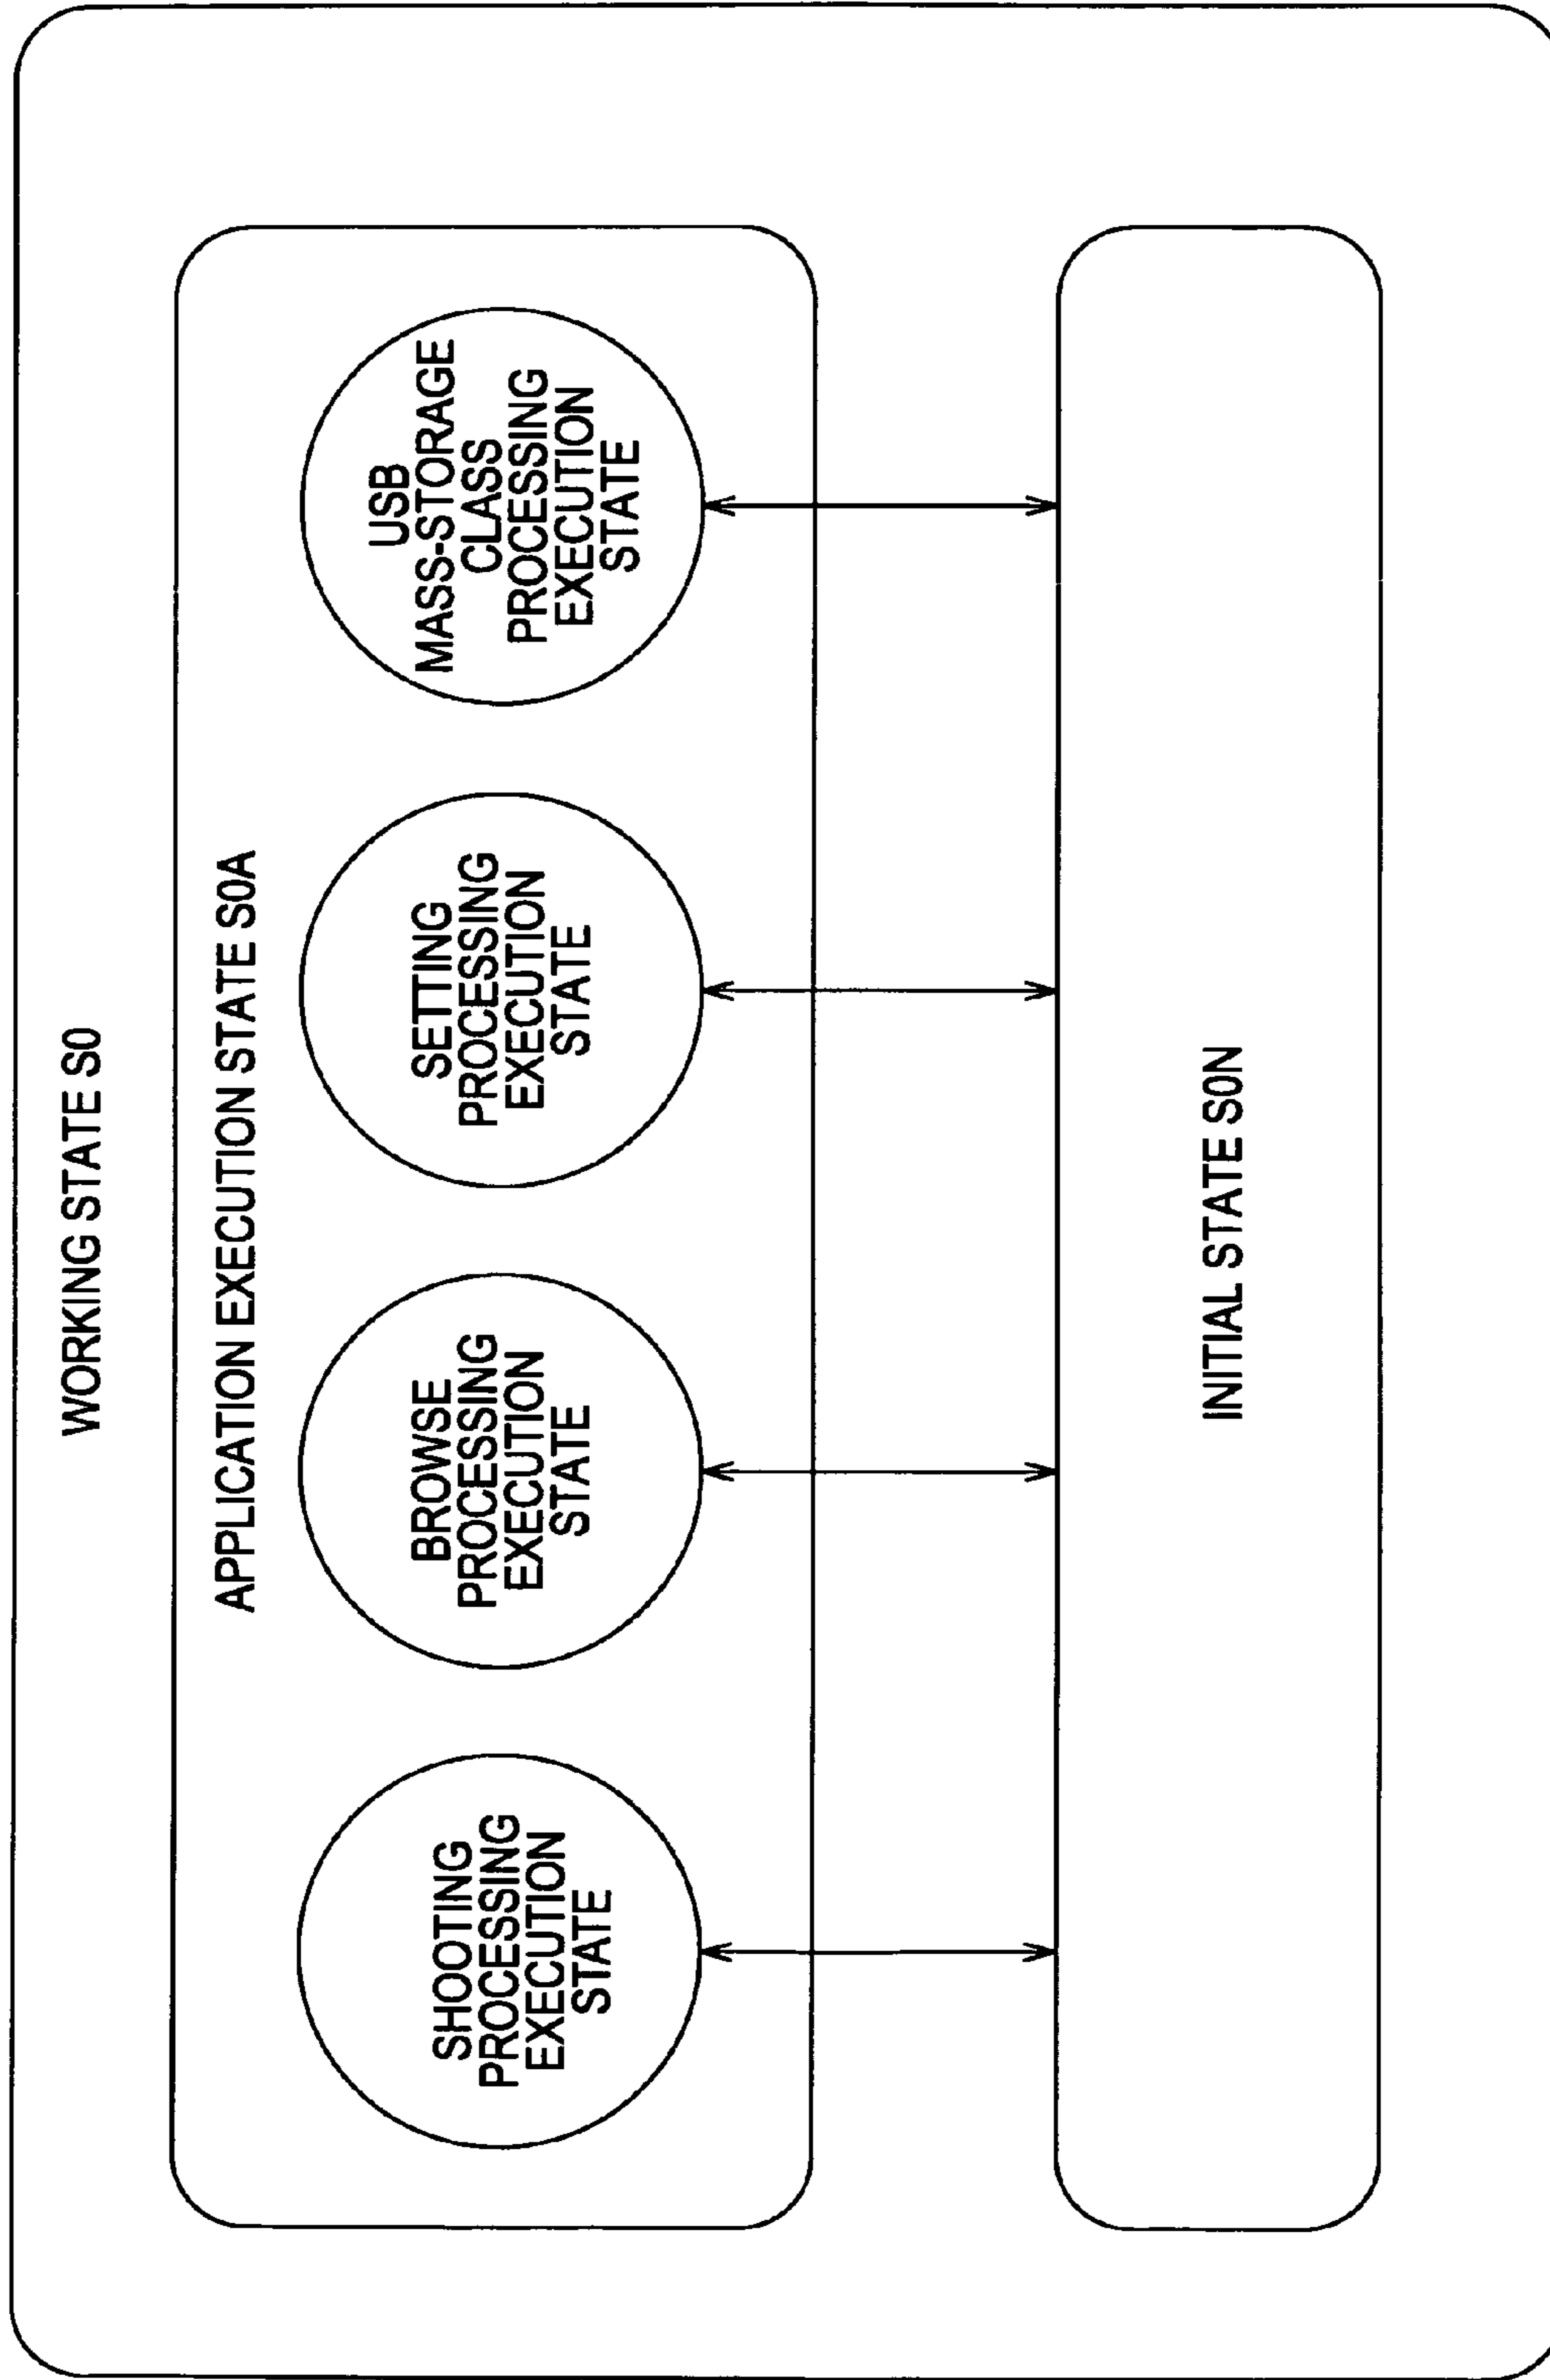 WORKING STATE S0
APPLICATION EXECUTION STATE S0A
SHOOTING
PROCESSING
EXECUTION
STATE
BROWSE
PROCESSING
EXECUTION
STATE
SETTING
PROCESSING
EXECUTION
STATE
USB
MASS-STORAGE
CLASS
PROCESSING
EXECUTION
STATE
INITIAL STATE S0N